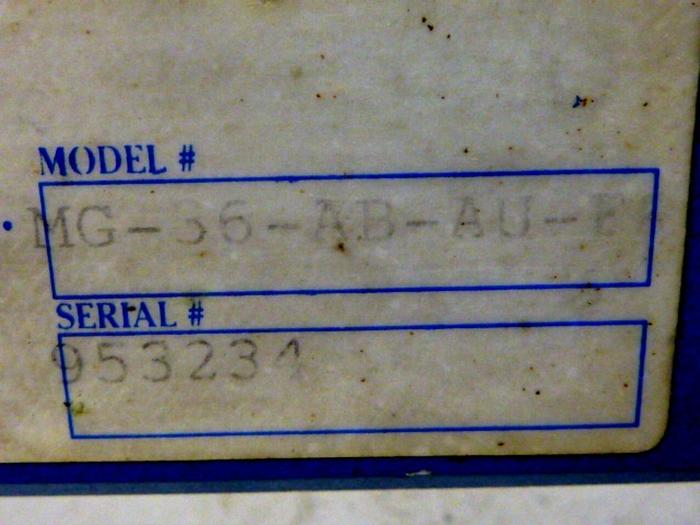 MODEL #
MG-36-AB-AU-F
SERIAL #
953234